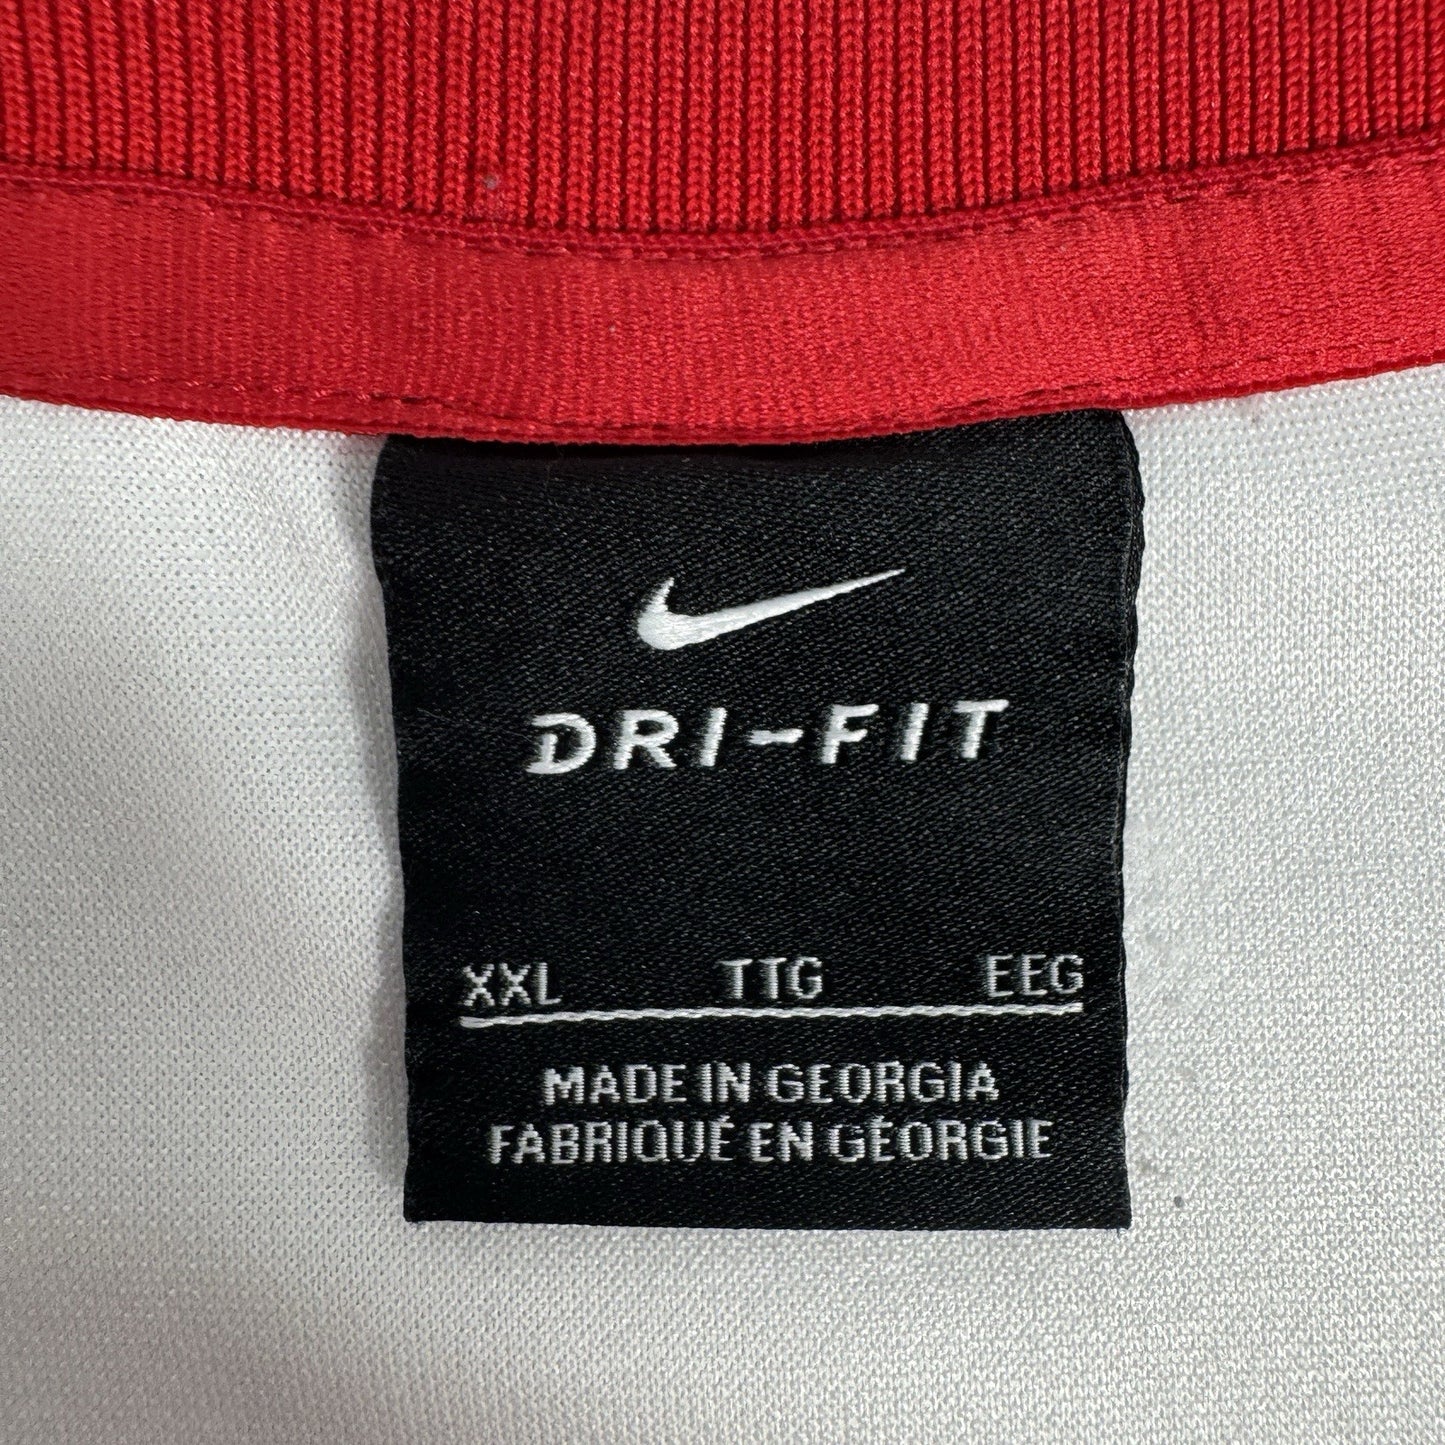 DRI-FIT
XXL TTG EEG
MADE IN GEORGIA
FABRIQUÉ EN GÉORGIE